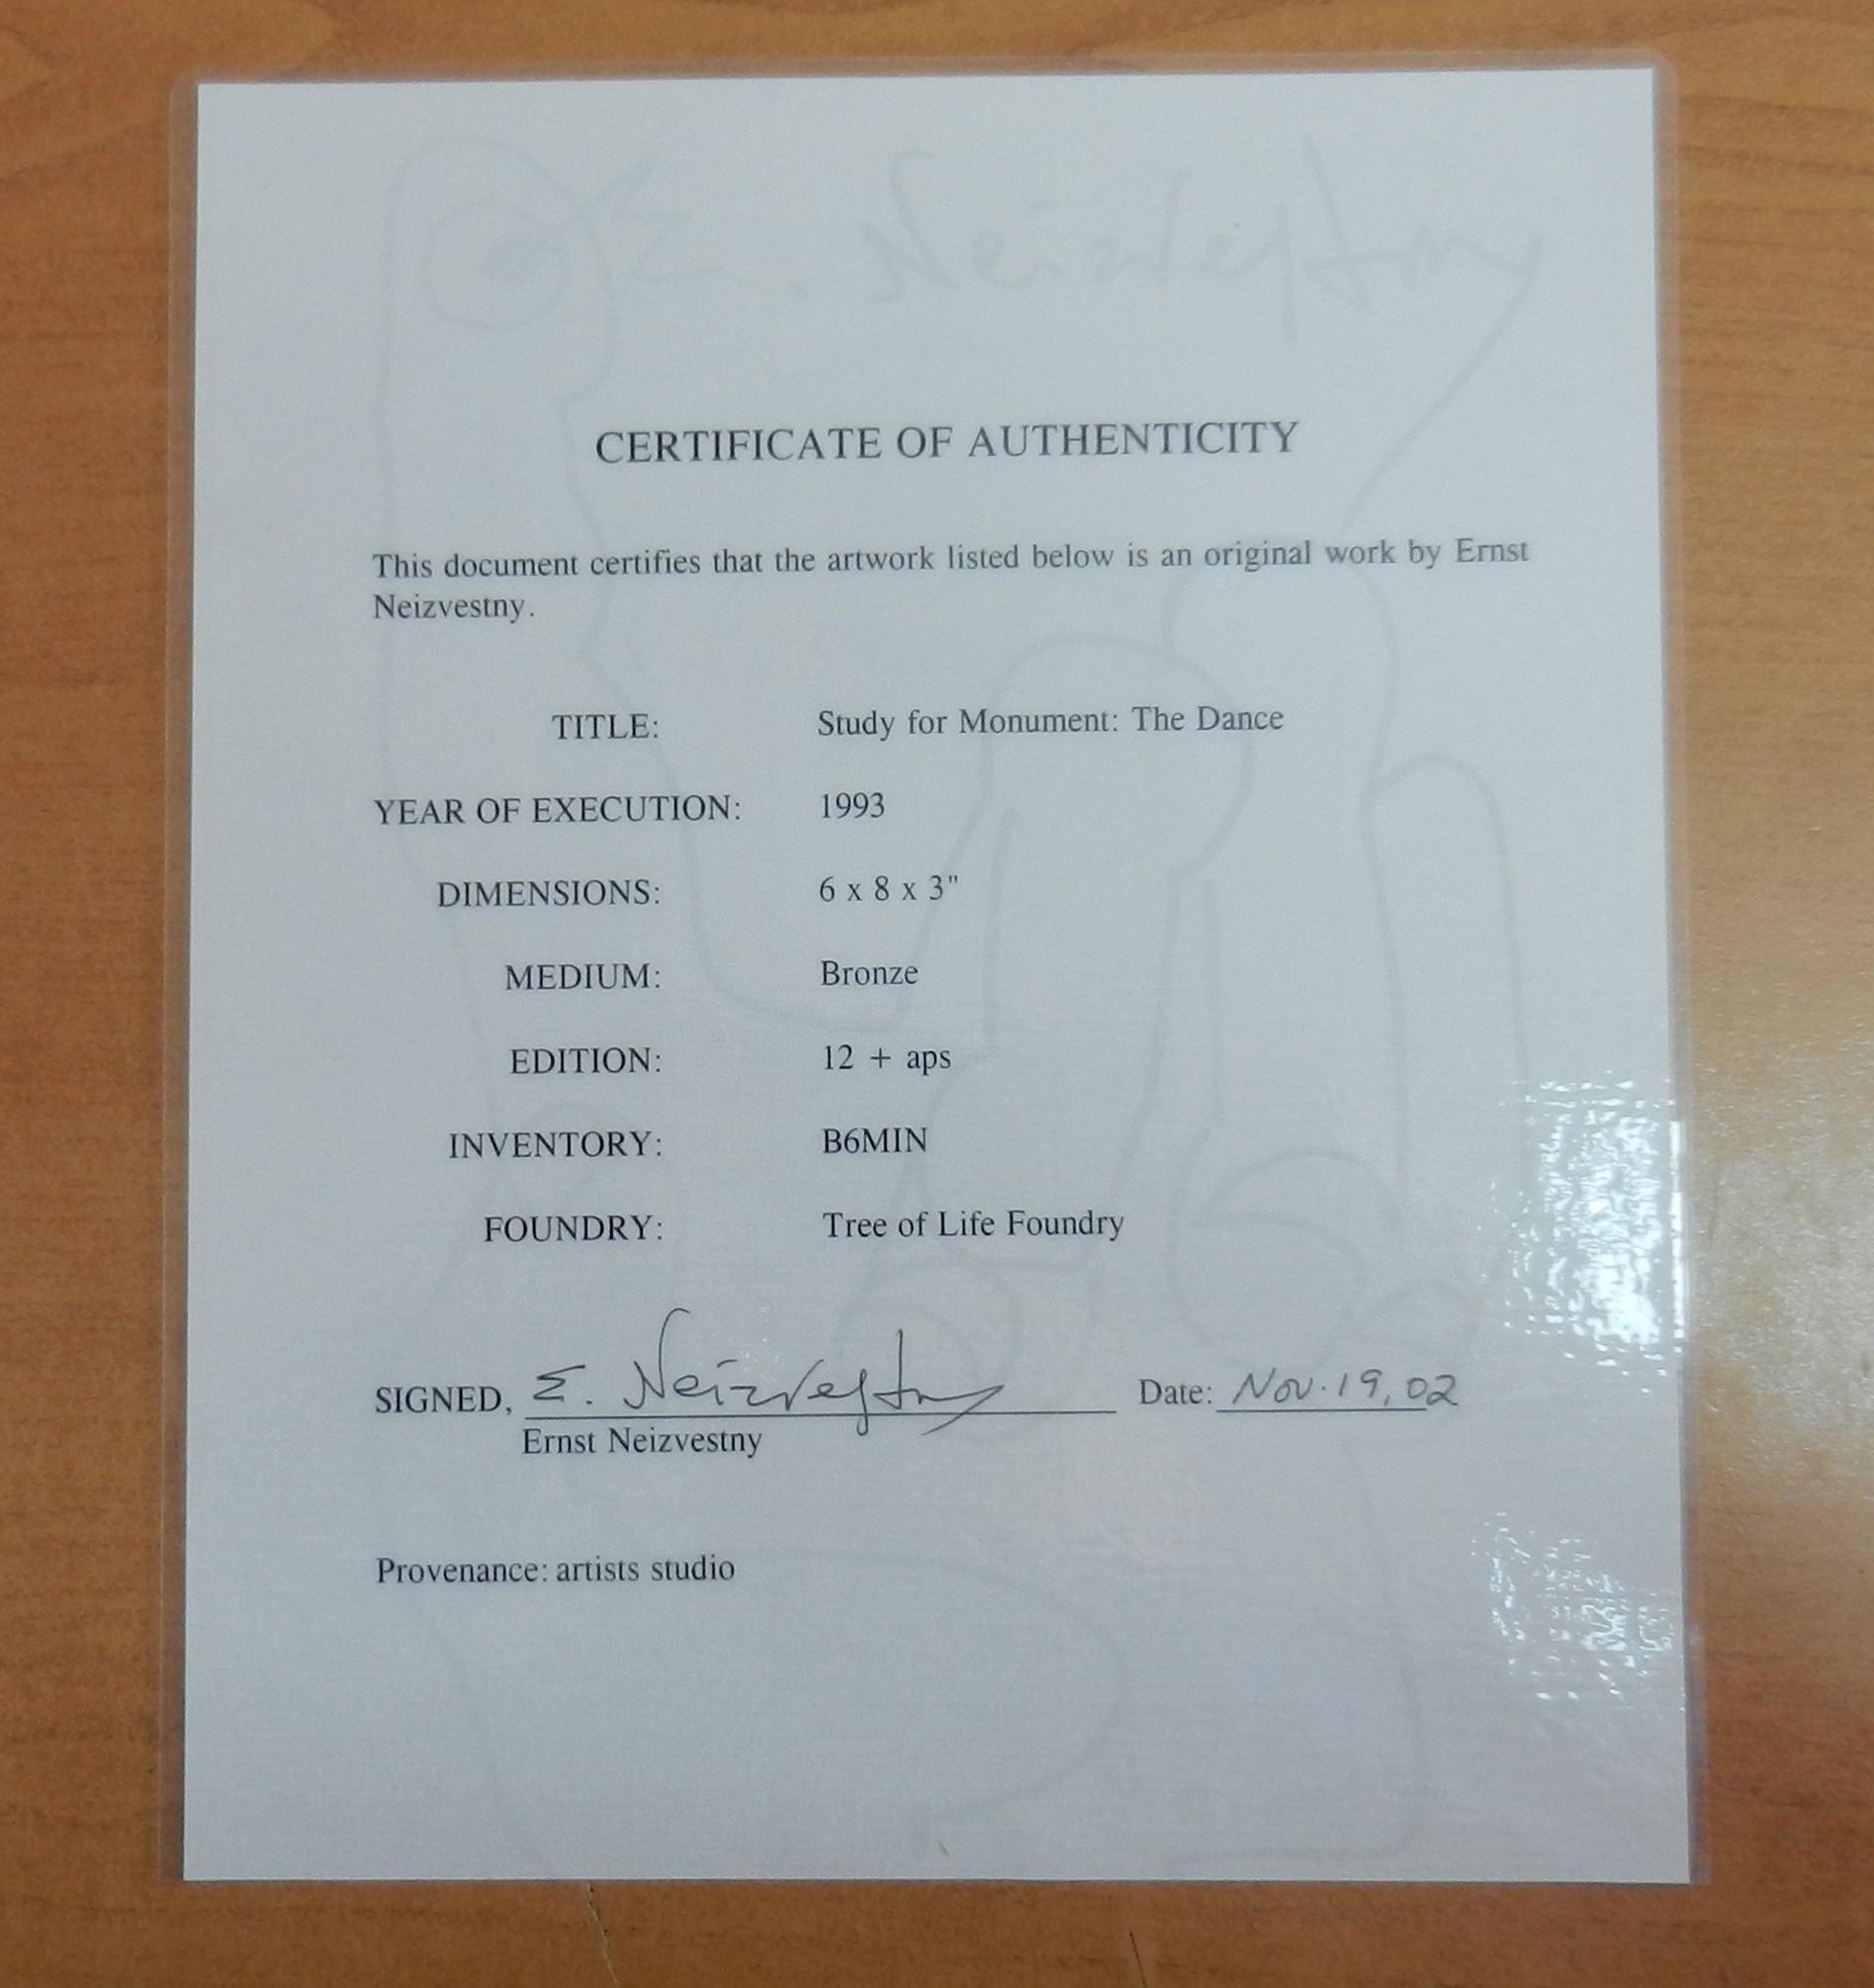 E. Neizvestny
CERTIFICATE OF AUTHENTICITY
This document certifies that the artwork listed below is an original work by Ernst
Neizvestny.
TITLE: Study for Monument: The Dance
YEAR OF EXECUTION: 1993
DIMENSIONS: 6 x 8 x 3"
MEDIUM: Bronze
EDITION: 12 + aps
INVENTORY: B6MIN
FOUNDRY: Tree of Life Foundry
SIGNED, E. Neizvestny Date: Nov. 19, 02
Ernst Neizvestny
Provenance: artists studio